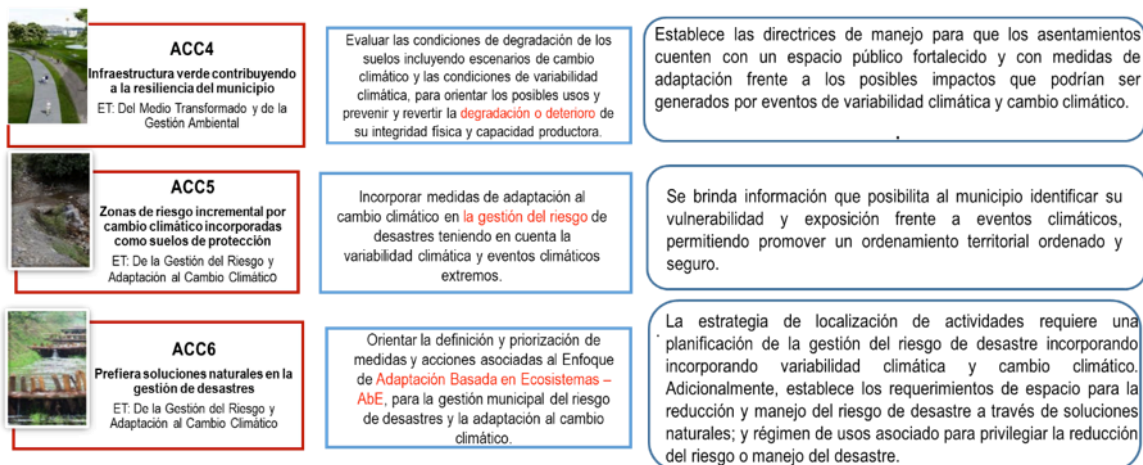 ACC4
Infraestructura verde contribuyendo
a la resiliencia del municipio
ET: Del Medio Transformado y de la
Gestión Ambiental
Evaluar las condiciones de degradación de los
suelos incluyendo escenarios de cambio
climático y las condiciones de variabilidad
climática, para orientar los posibles usos y
prevenir y revertir la degradación o deterioro de
su integridad física y capacidad productora.
Establece las directrices de manejo para que los asentamientos
cuenten con un espacio público fortalecido y con medidas de
adaptación frente a los posibles impactos que podrían ser
generados por eventos de variabilidad climática y cambio climático.
.
ACC5
Zonas de riesgo incremental por
cambio climático incorporadas
como suelos de protección
ET: De la Gestión del Riesgo y
Adaptación al Cambio Climático
Incorporar medidas de adaptación al
cambio climático en la gestión del riesgo de
desastres teniendo en cuenta la
variabilidad climática y eventos climáticos
extremos.
Se brinda información que posibilita al municipio identificar su
vulnerabilidad y exposición frente a eventos climáticos,
permitiendo promover un ordenamiento territorial ordenado y
seguro.
ACC6
Prefiera soluciones naturales en la
gestión de desastres
ET: De la Gestión del Riesgo y
Adaptación al Cambio Climático
Orientar la definición y priorización de
medidas y acciones asociadas al Enfoque
de Adaptación Basada en Ecosistemas –
AbE, para la gestión municipal del riesgo
de desastres y la adaptación al cambio
climático.
. La estrategia de localización de actividades requiere una
planificación de la gestión del riesgo de desastre incorporando
incorporando variabilidad climática y cambio climático.
Adicionalmente, establece los requerimientos de espacio para la
reducción y manejo del riesgo de desastre a través de soluciones
naturales; y régimen de usos asociado para privilegiar la reducción
del riesgo o manejo del desastre.